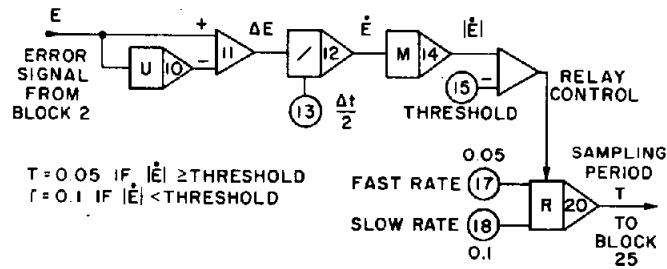 E
+
ΔE
Ė
|Ė|
ERROR
SIGNAL
FROM
BLOCK 2
U
10
−
11
/
12
M
14
13
Δt
2
15
−
THRESHOLD
RELAY
CONTROL
T = 0.05 IF |Ė| ≥ THRESHOLD
T = 0.1 IF |Ė| < THRESHOLD
0.05
FAST RATE 17
SLOW RATE 18
0.1
R
20
SAMPLING
PERIOD
T
TO
BLOCK
25